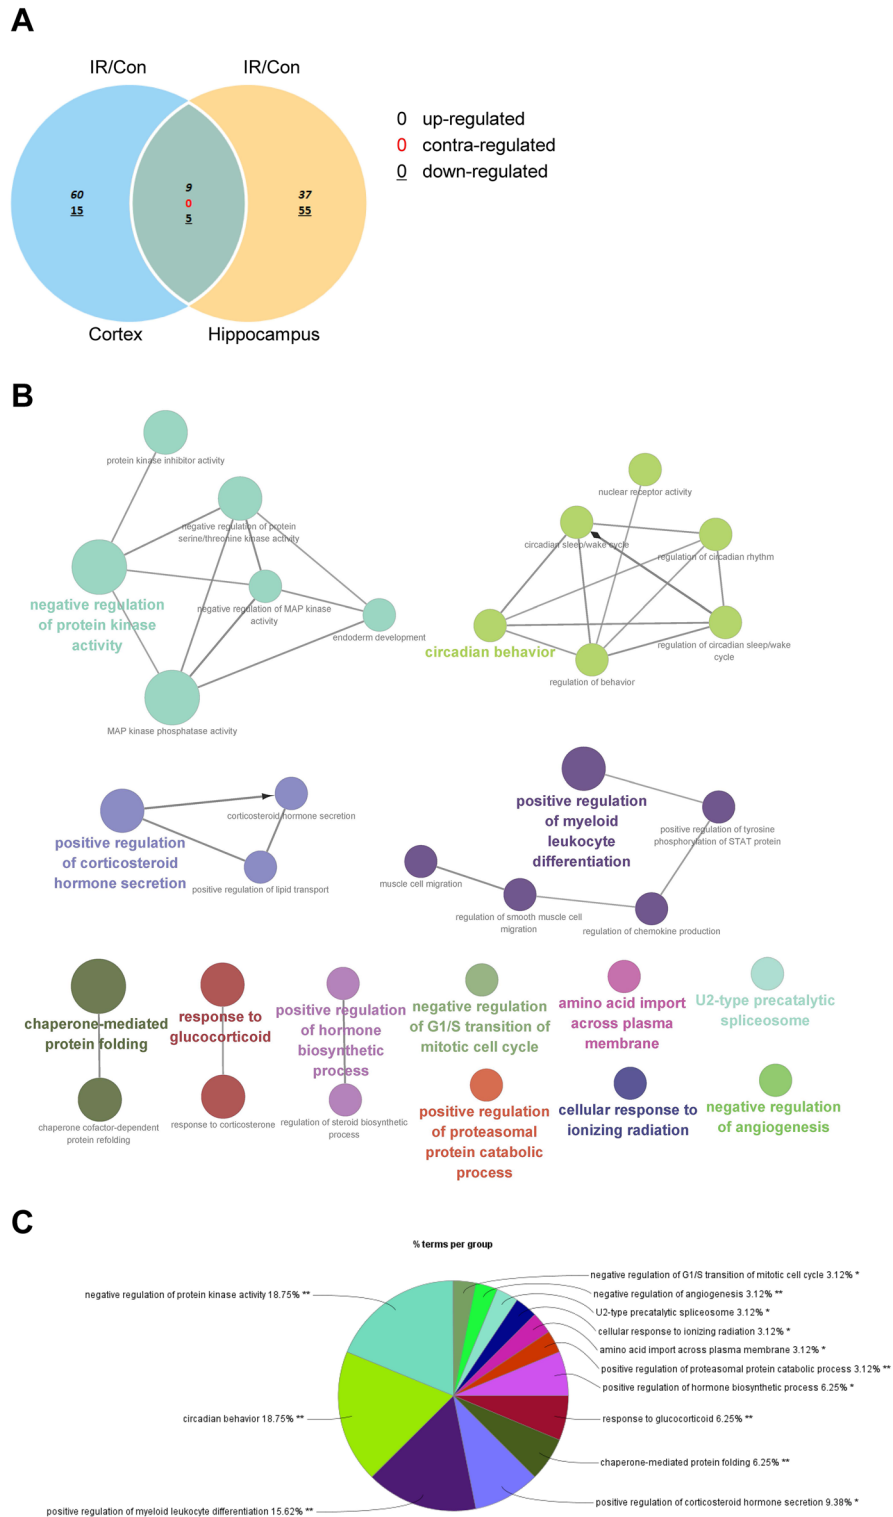 A
IR/Con
IR/Con
0 up-regulated
0 contra-regulated
0 down-regulated
60
15
9
0
5
37
55
Cortex
Hippocampus
B
protein kinase inhibitor activity
negative regulation of protein
serine/threonine kinase activity
negative regulation
of protein kinase
activity
negative regulation of MAP kinase
activity
endoderm development
MAP kinase phosphatase activity
nuclear receptor activity
circadian sleep/wake cycle
regulation of circadian rhythm
circadian behavior
regulation of circadian sleep/wake
cycle
regulation of behavior
corticosteroid hormone secretion
positive regulation
of corticosteroid
hormone secretion
positive regulation of lipid transport
positive regulation
of myeloid
leukocyte
differentiation
positive regulation of tyrosine
phosphorylation of STAT protein
muscle cell migration
regulation of smooth muscle cell
migration
regulation of chemokine production
chaperone-mediated
protein folding
chaperone cofactor-dependent
protein refolding
response to
glucocorticoid
response to corticosterone
positive regulation
of hormone
biosynthetic
process
regulation of steroid biosynthetic
process
negative regulation
of G1/S transition of
mitotic cell cycle
amino acid import
across plasma
membrane
U2-type precatalytic
spliceosome
positive regulation
of proteasomal
protein catabolic
process
cellular response to
ionizing radiation
negative regulation
of angiogenesis
C
% terms per group
negative regulation of protein kinase activity 18.75% **
circadian behavior 18.75% **
positive regulation of myeloid leukocyte differentiation 15.62% **
negative regulation of G1/S transition of mitotic cell cycle 3.12% *
negative regulation of angiogenesis 3.12% **
U2-type precatalytic spliceosome 3.12% *
cellular response to ionizing radiation 3.12% *
amino acid import across plasma membrane 3.12% *
positive regulation of proteasomal protein catabolic process 3.12% **
positive regulation of hormone biosynthetic process 6.25% *
response to glucocorticoid 6.25% **
chaperone-mediated protein folding 6.25% **
positive regulation of corticosteroid hormone secretion 9.38% *